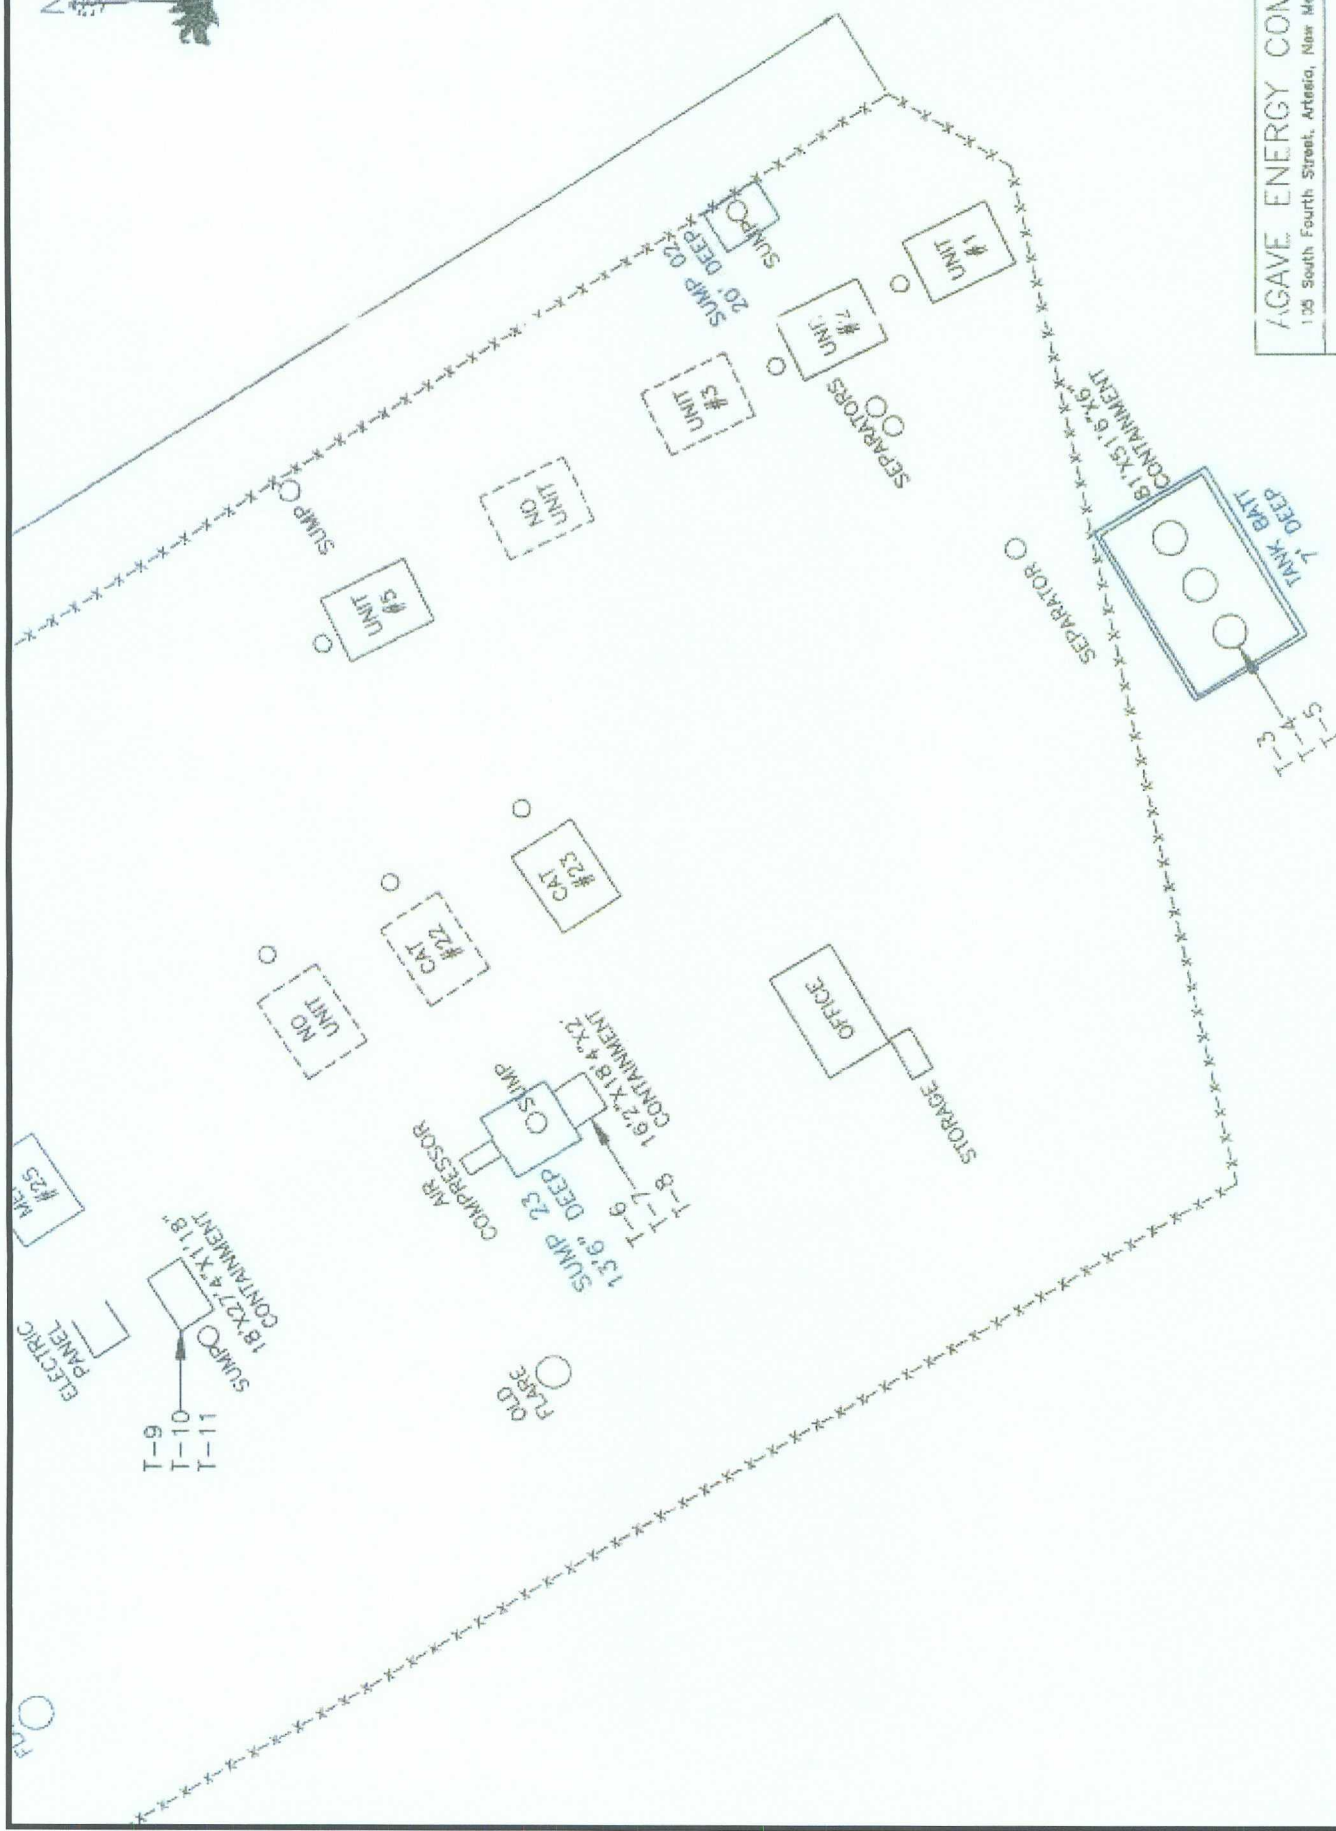 N
AGAVE ENERGY COM
105 South Fourth Street, Artesia, New Me
SUMP 02
20' DEEP
SUMP
UNIT
#1
UNIT
#2
UNIT
#3
SEPARATORS
NO
UNIT
SUMP
UNIT
#5
SEPARATOR
81'X51'6"X6"
CONTAINMENT
TANK BATT
7' DEEP
T-3
T-4
T-5
CAT
#23
CAT
#22
NO
UNIT
OFFICE
STORAGE
AIR
COMPRESSOR
SUMP
SUMP 23
13'6" DEEP
16'2"X18'4"X2'
CONTAINMENT
T-6
T-7
T-8
#25
ELECTRIC
PANEL
SUMP
18'X27'4"X1'18"
CONTAINMENT
T-9
T-10
T-11
OLD
FLARE